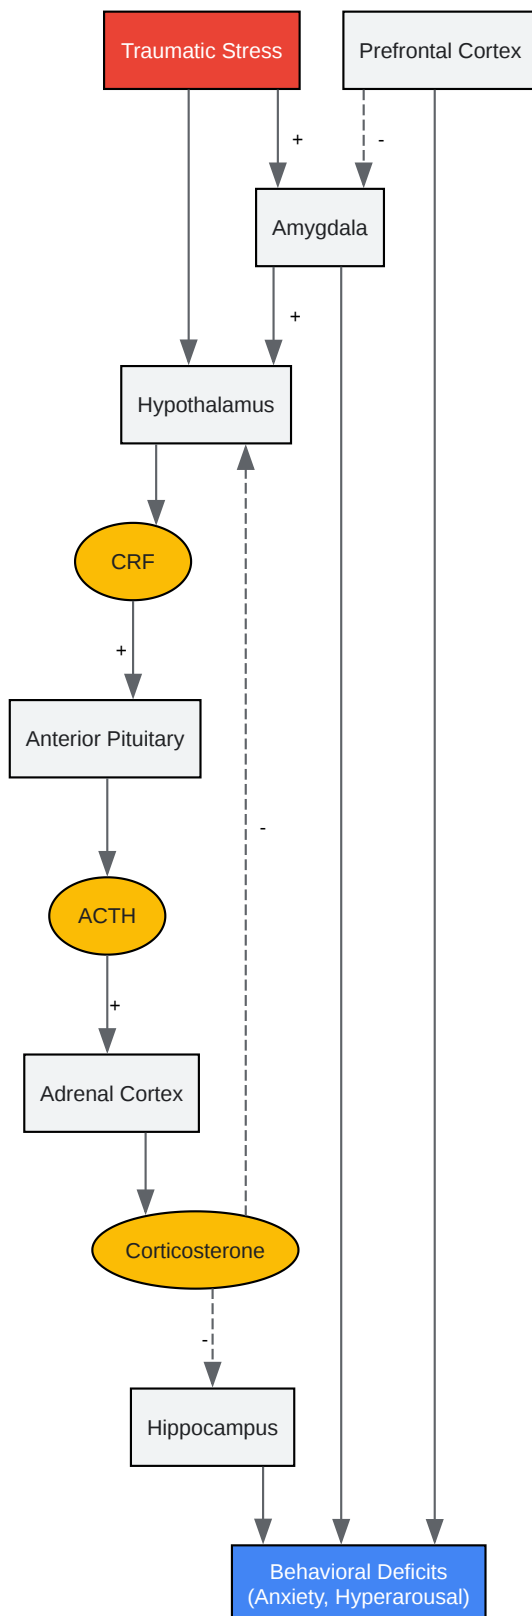 Traumatic Stress
Prefrontal Cortex
+
-
Amygdala
+
Hypothalamus
CRF
+
Anterior Pituitary
-
ACTH
+
Adrenal Cortex
Corticosterone
-
Hippocampus
Behavioral Deficits
(Anxiety, Hyperarousal)